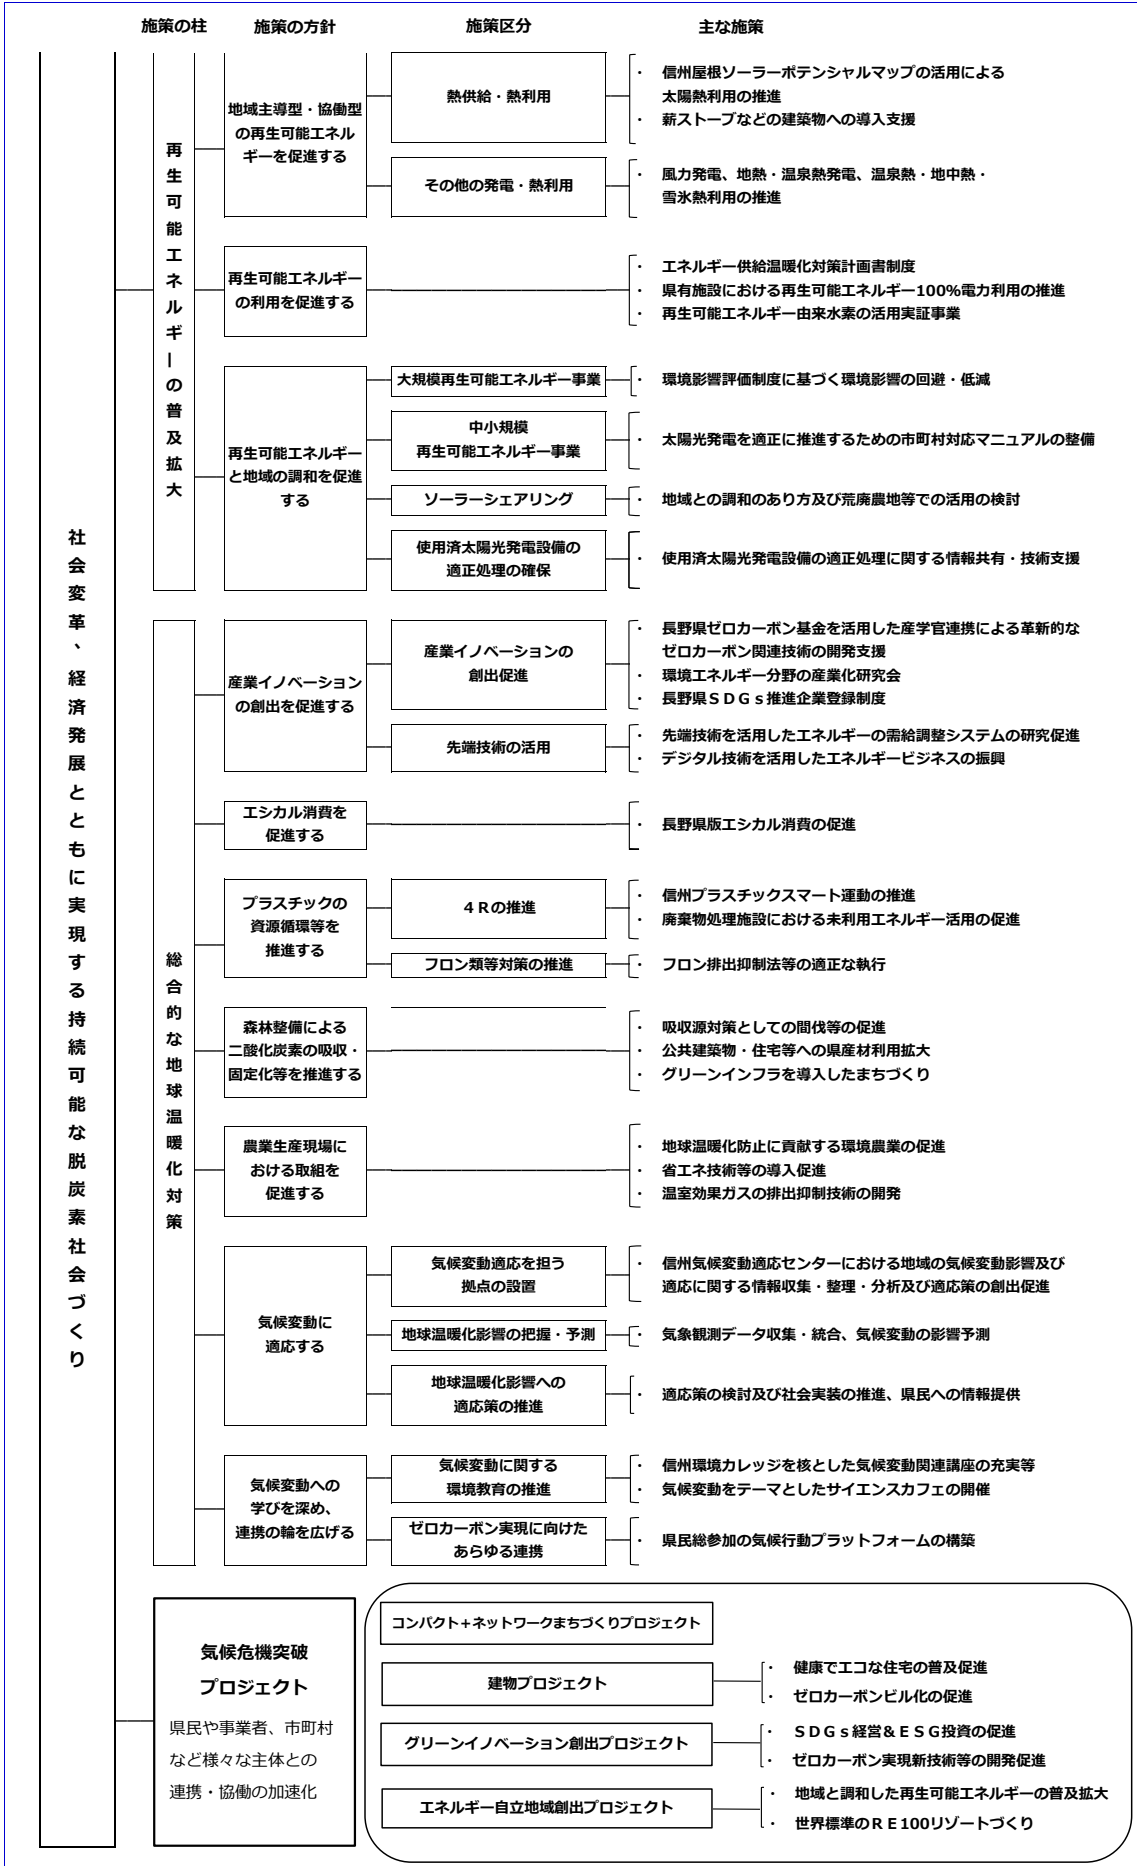 施策の柱 施策の方針 施策区分 主な施策
社会変革、経済発展とともに実現する持続可能な脱炭素社会づくり
再生可能エネルギーの普及拡大
地域主導型・協働型
の再生可能エネル
ギーを促進する
熱供給・熱利用
・ 信州屋根ソーラーポテンシャルマップの活用による
太陽熱利用の推進
・ 薪ストーブなどの建築物への導入支援
その他の発電・熱利用
・ 風力発電、地熱・温泉熱発電、温泉熱・地中熱・
雪氷熱利用の推進
再生可能エネルギー
の利用を促進する
・ エネルギー供給温暖化対策計画書制度
・ 県有施設における再生可能エネルギー100%電力利用の推進
・ 再生可能エネルギー由来水素の活用実証事業
再生可能エネルギー
と地域の調和を促進
する
大規模再生可能エネルギー事業
・ 環境影響評価制度に基づく環境影響の回避・低減
中小規模
再生可能エネルギー事業
・ 太陽光発電を適正に推進するための市町村対応マニュアルの整備
ソーラーシェアリング
・ 地域との調和のあり方及び荒廃農地等での活用の検討
使用済太陽光発電設備の
適正処理の確保
・ 使用済太陽光発電設備の適正処理に関する情報共有・技術支援
総合的な地球温暖化対策
産業イノベーション
の創出を促進する
産業イノベーションの
創出促進
・ 長野県ゼロカーボン基金を活用した産学官連携による革新的な
ゼロカーボン関連技術の開発支援
・ 環境エネルギー分野の産業化研究会
・ 長野県SDGs推進企業登録制度
先端技術の活用
・ 先端技術を活用したエネルギーの需給調整システムの研究促進
・ デジタル技術を活用したエネルギービジネスの振興
エシカル消費を
促進する
・ 長野県版エシカル消費の促進
プラスチックの
資源循環等を
推進する
4Rの推進
・ 信州プラスチックスマート運動の推進
・ 廃棄物処理施設における未利用エネルギー活用の促進
フロン類等対策の推進
・ フロン排出抑制法等の適正な執行
森林整備による
二酸化炭素の吸収・
固定化等を推進する
・ 吸収源対策としての間伐等の促進
・ 公共建築物・住宅等への県産材利用拡大
・ グリーンインフラを導入したまちづくり
農業生産現場に
おける取組を
促進する
・ 地球温暖化防止に貢献する環境農業の促進
・ 省エネ技術等の導入促進
・ 温室効果ガスの排出抑制技術の開発
気候変動に
適応する
気候変動適応を担う
拠点の設置
・ 信州気候変動適応センターにおける地域の気候変動影響及び
適応に関する情報収集・整理・分析及び適応策の創出促進
地球温暖化影響の把握・予測
・ 気象観測データ収集・統合、気候変動の影響予測
地球温暖化影響への
適応策の推進
・ 適応策の検討及び社会実装の推進、県民への情報提供
気候変動への
学びを深め、
連携の輪を広げる
気候変動に関する
環境教育の推進
・ 信州環境カレッジを核とした気候変動関連講座の充実等
・ 気候変動をテーマとしたサイエンスカフェの開催
ゼロカーボン実現に向けた
あらゆる連携
・ 県民総参加の気候行動プラットフォームの構築
気候危機突破
プロジェクト
県民や事業者、市町村
など様々な主体との
連携・協働の加速化
コンパクト+ネットワークまちづくりプロジェクト
建物プロジェクト
・ 健康でエコな住宅の普及促進
・ ゼロカーボンビル化の促進
グリーンイノベーション創出プロジェクト
・ SDGs経営&ESG投資の促進
・ ゼロカーボン実現新技術等の開発促進
エネルギー自立地域創出プロジェクト
・ 地域と調和した再生可能エネルギーの普及拡大
・ 世界標準のRE100リゾートづくり